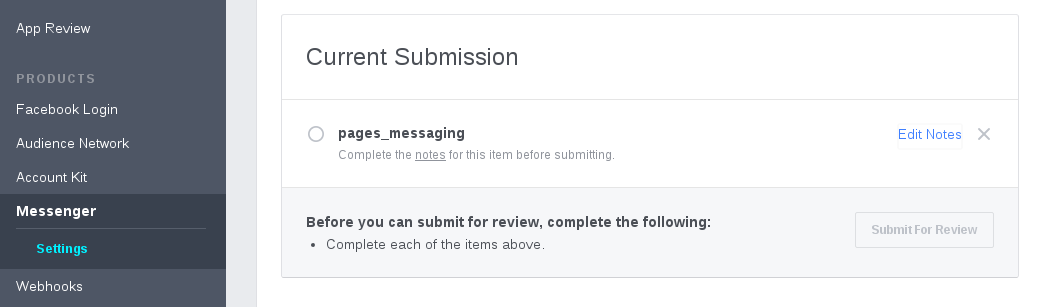 App Review
PRODUCTS
Facebook Login
Audience Network
Account Kit
Messenger
Settings
Webhooks
Current Submission
pages_messaging
Edit Notes
Complete the notes for this item before submitting.
Before you can submit for review, complete the following:
• Complete each of the items above.
Submit For Review